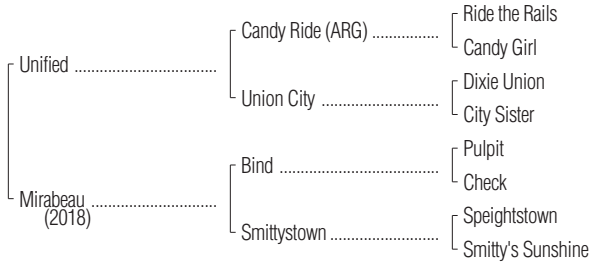 Ride the Rails
Candy Ride (ARG) ................
Candy Girl
Unified ..................................
Dixie Union
Union City ............................
City Sister
Pulpit
Bind ......................................
Check
Mirabeau ..............................
(2018)
Speightstown
Smittystown ..........................
Smitty's Sunshine